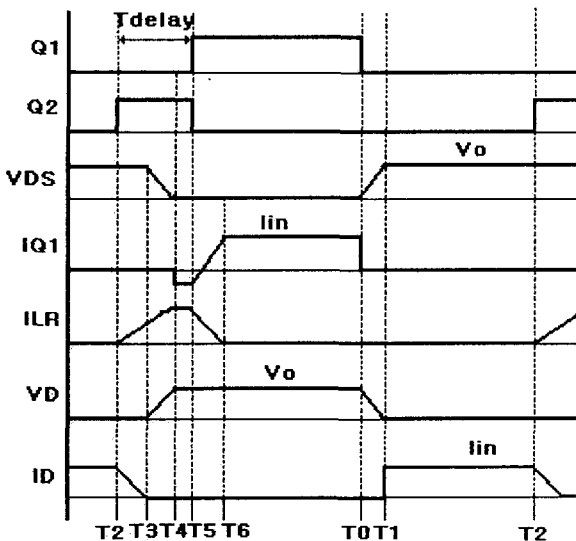 Tdelay
Q1
Q2
Vo
VDS
Iin
IQ1
ILR
Vo
VD
Iin
ID
T2 T3 T4 T5 T6 T0 T1 T2